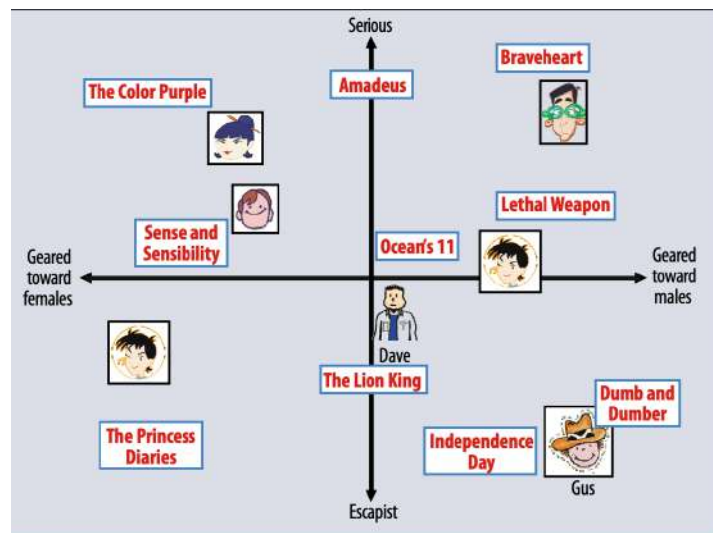 Serious
Braveheart
Amadeus
The Color Purple
Lethal Weapon
Sense and
Sensibility
Ocean's 11
Geared
toward
females
Geared
toward
males
Dave
The Lion King
Dumb and
Dumber
The Princess
Diaries
Independence
Day
Gus
Escapist